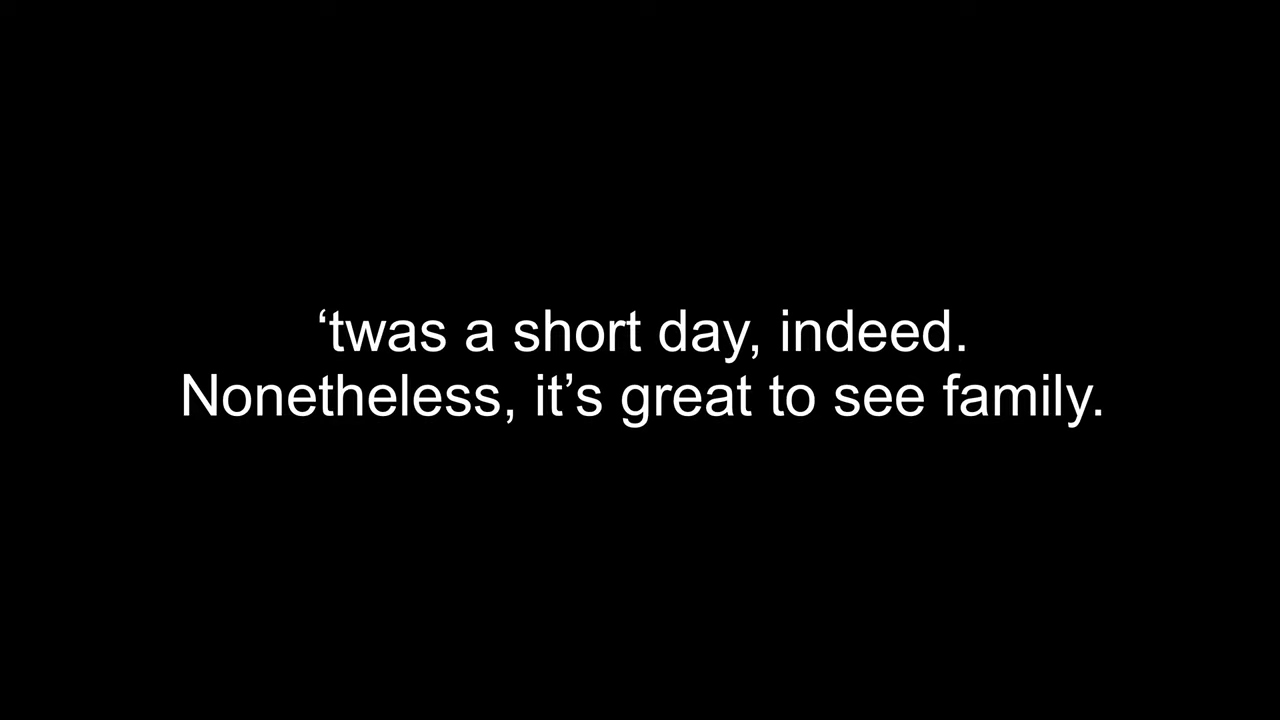 ‘twas a short day, indeed.
Nonetheless, it’s great to see family.